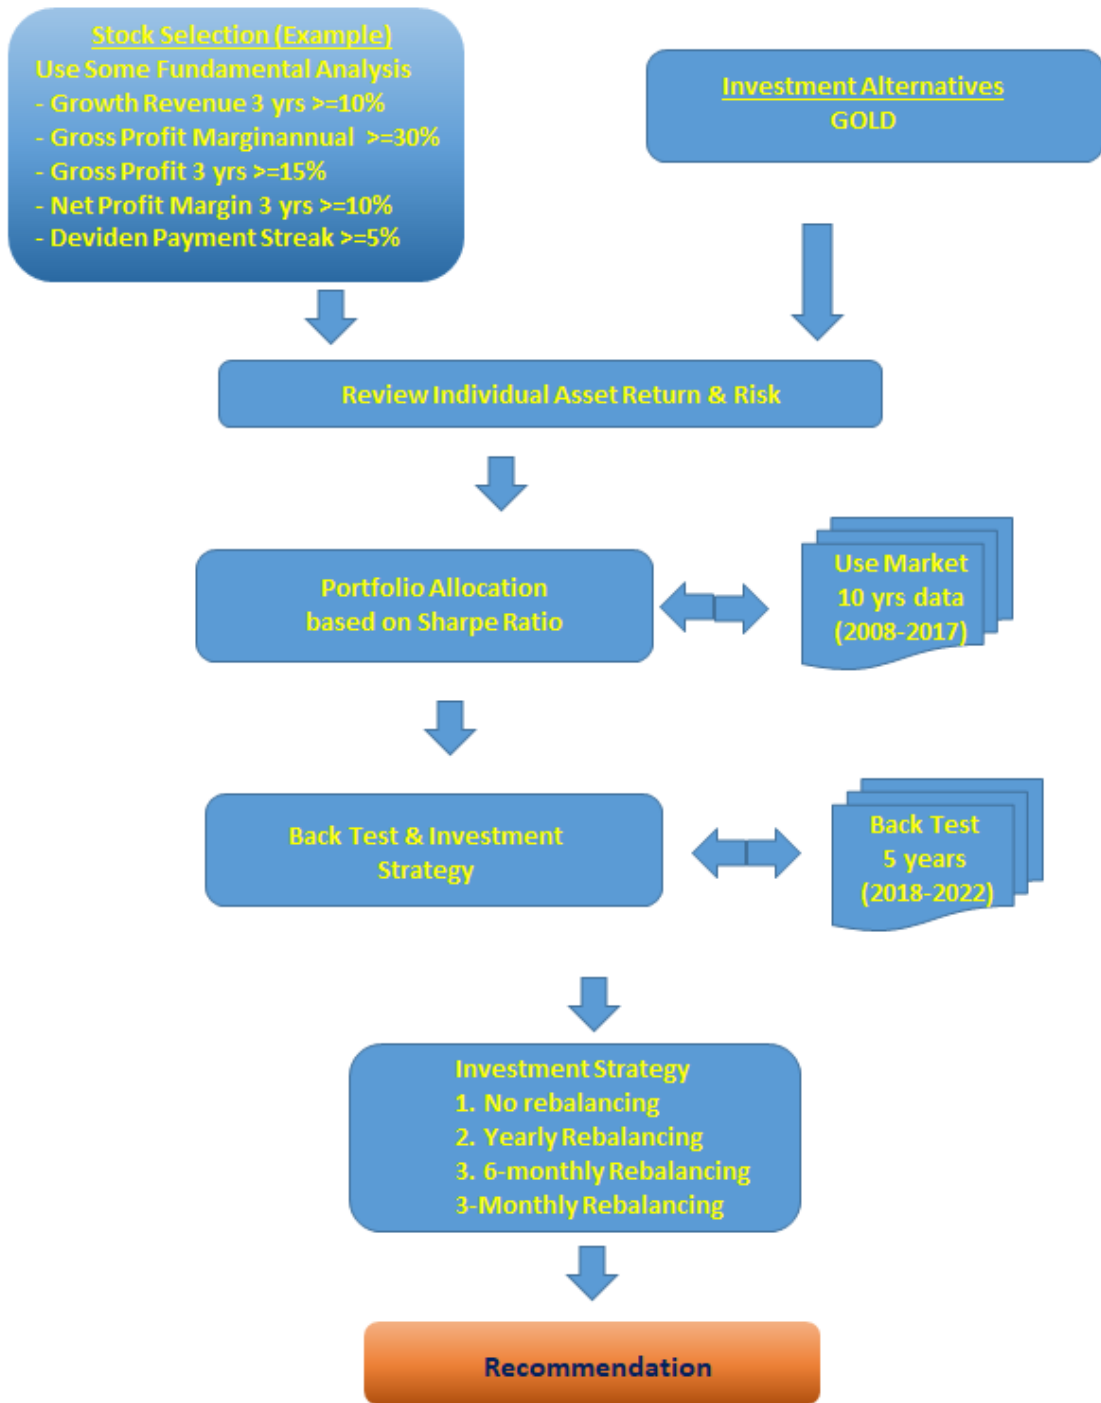 Stock Selection (Example)
Use Some Fundamental Analysis
- Growth Revenue 3 yrs >=10%
- Gross Profit Marginannual >=30%
- Gross Profit 3 yrs >=15%
- Net Profit Margin 3 yrs >=10%
- Deviden Payment Streak >=5%
Investment Alternatives
GOLD
Review Individual Asset Return & Risk
Portfolio Allocation
based on Sharpe Ratio
Use Market
10 yrs data
(2008-2017)
Back Test & Investment
Strategy
Back Test
5 years
(2018-2022)
Investment Strategy
1. No rebalancing
2. Yearly Rebalancing
3. 6-monthly Rebalancing
3-Monthly Rebalancing
Recommendation